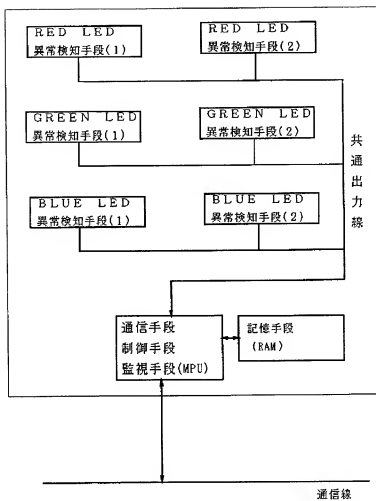 RED LED
異常検知手段(1)
RED LED
異常検知手段(2)
GREEN LED
異常検知手段(1)
GREEN LED
異常検知手段(2)
BLUE LED
異常検知手段(1)
BLUE LED
異常検知手段(2)
共通出力線
通信手段
制御手段
監視手段(MPU)
記憶手段
(RAM)
通信線